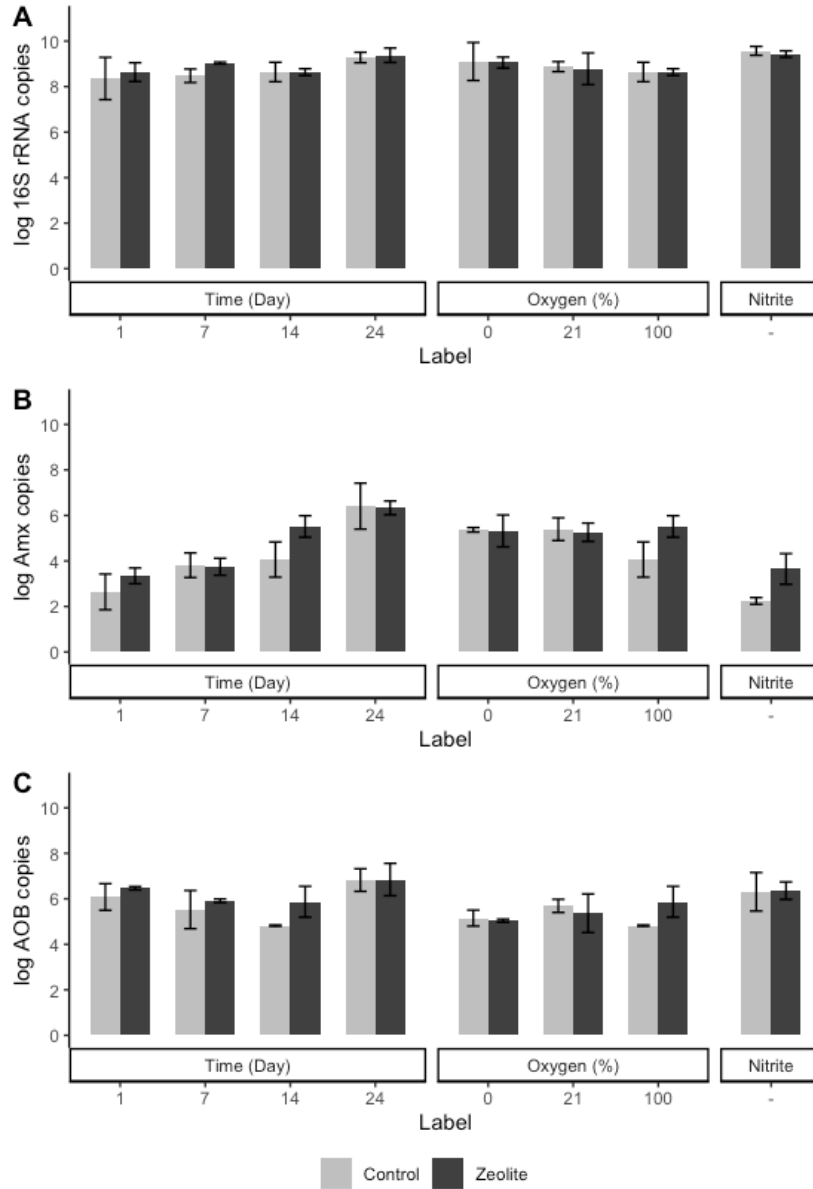 A
log 16S rRNA copies
10
8
6
4
2
0
Time (Day) Oxygen (%) Nitrite
1 7 14 24 0 21 100 -
Label
B
log Amx copies
10
8
6
4
2
0
Time (Day) Oxygen (%) Nitrite
1 7 14 24 0 21 100 -
Label
C
log AOB copies
10
8
6
4
2
0
Time (Day) Oxygen (%) Nitrite
1 7 14 24 0 21 100 -
Label
Control Zeolite